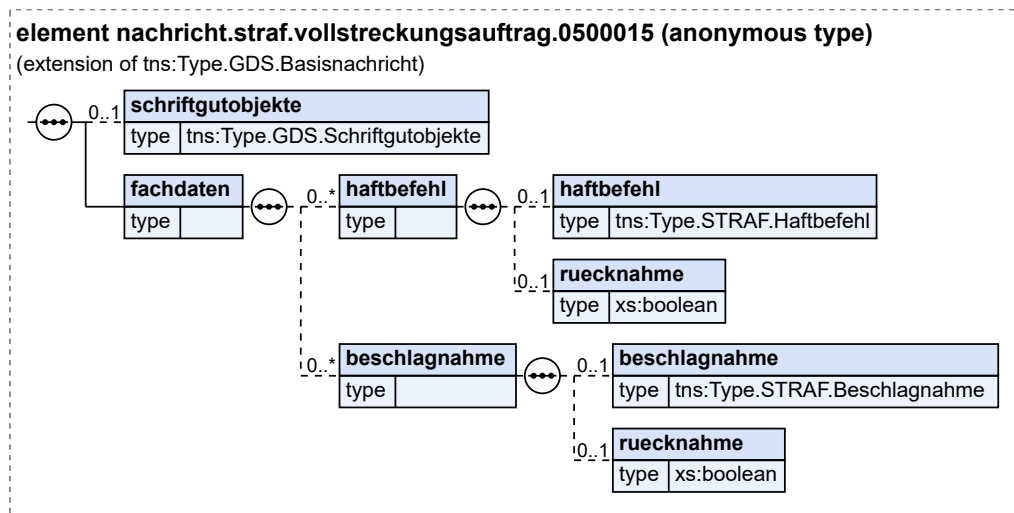 element nachricht.straf.vollstreckungsauftrag.0500015 (anonymous type)
(extension of tns:Type.GDS.Basisnachricht)
0..1 schriftgutobjekte
type tns:Type.GDS.Schriftgutobjekte
fachdaten 0..* haftbefehl 0..1 haftbefehl
type type type tns:Type.STRAF.Haftbefehl
0..1 ruecknahme
type xs:boolean
0..* beschlagnahme 0..1 beschlagnahme
type type tns:Type.STRAF.Beschlagnahme
0..1 ruecknahme
type xs:boolean